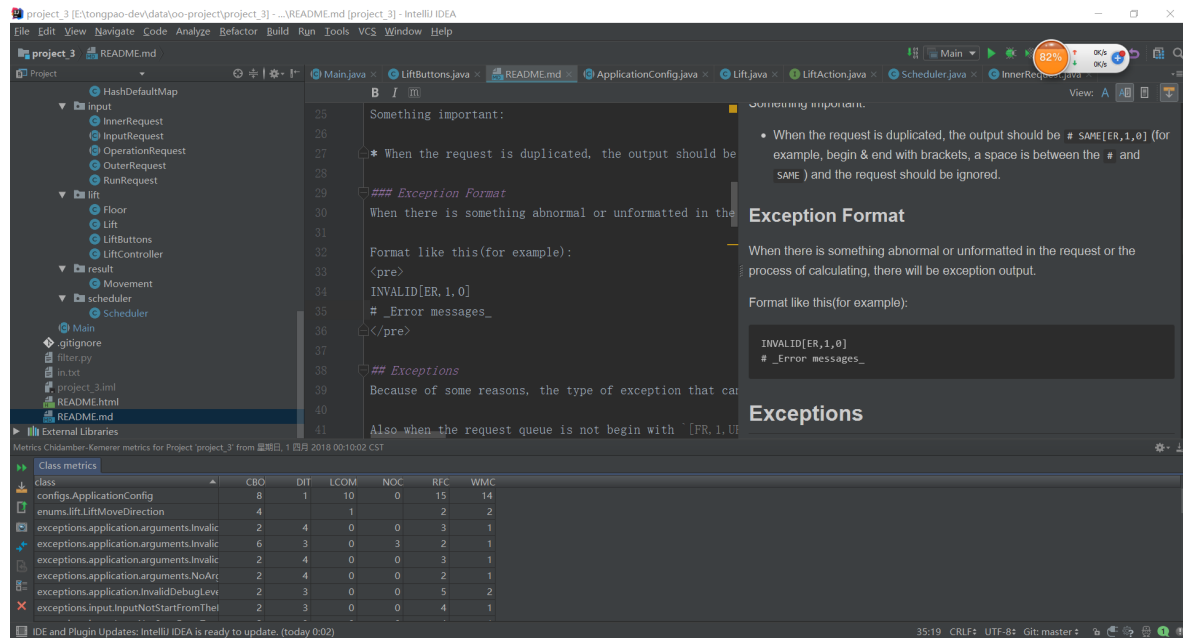 project_3 [E:\tongpao-dev\data\oo-project\project_3] - ...\README.md [project_3] - IntelliJ IDEA
File Edit View Navigate Code Analyze Refactor Build Run Tools VCS Window Help
project_3 README.md
Main
82%
0K/s
0K/s
Project
Main.java
LiftButtons.java
README.md
ApplicationConfig.java
Lift.java
LiftAction.java
Scheduler.java
InnerRequest.java
B I m
View: A
HashDefaultMap
input
InnerRequest
InputRequest
OperationRequest
OuterRequest
RunRequest
lift
Floor
Lift
LiftButtons
LiftController
result
Movement
scheduler
Scheduler
Main
.gitignore
filter.py
in.txt
project_3.iml
README.html
README.md
External Libraries
25 Something important:
26
27 * When the request is duplicated, the output should be
28
29 ### Exception Format
30 When there is something abnormal or unformatted in the
31
32 Format like this(for example):
33 <pre>
34 INVALID[ER,1,0]
35 # _Error messages_
36 </pre>
37
38 ## Exceptions
39 Because of some reasons, the type of exception that can
40
41 Also when the request queue is not begin with `[FR,1,UP
Something important:
• When the request is duplicated, the output should be # SAME[ER,1,0] (for
example, begin & end with brackets, a space is between the # and
SAME ) and the request should be ignored.
Exception Format
When there is something abnormal or unformatted in the request or the
process of calculating, there will be exception output.
Format like this(for example):
INVALID[ER,1,0]
# _Error messages_
Exceptions
Metrics Chidamber-Kemerer metrics for Project 'project_3' from 星期日, 1 四月 2018 00:10:02 CST
Class metrics
class CBO DIT LCOM NOC RFC WMC
configs.ApplicationConfig 8 1 10 0 15 14
enums.lift.LiftMoveDirection 4 1 2 2
exceptions.application.arguments.Invalic 2 4 0 0 3 1
exceptions.application.arguments.Invalic 6 3 0 3 2 1
exceptions.application.arguments.Invalic 2 4 0 0 3 1
exceptions.application.arguments.NoArg 2 4 0 0 2 1
exceptions.application.InvalidDebugLeve 2 3 0 0 5 2
exceptions.input.InputNotStartFromThel 2 3 0 0 4 1
IDE and Plugin Updates: IntelliJ IDEA is ready to update. (today 0:02)
35:19 CRLF UTF-8 Git: master 1